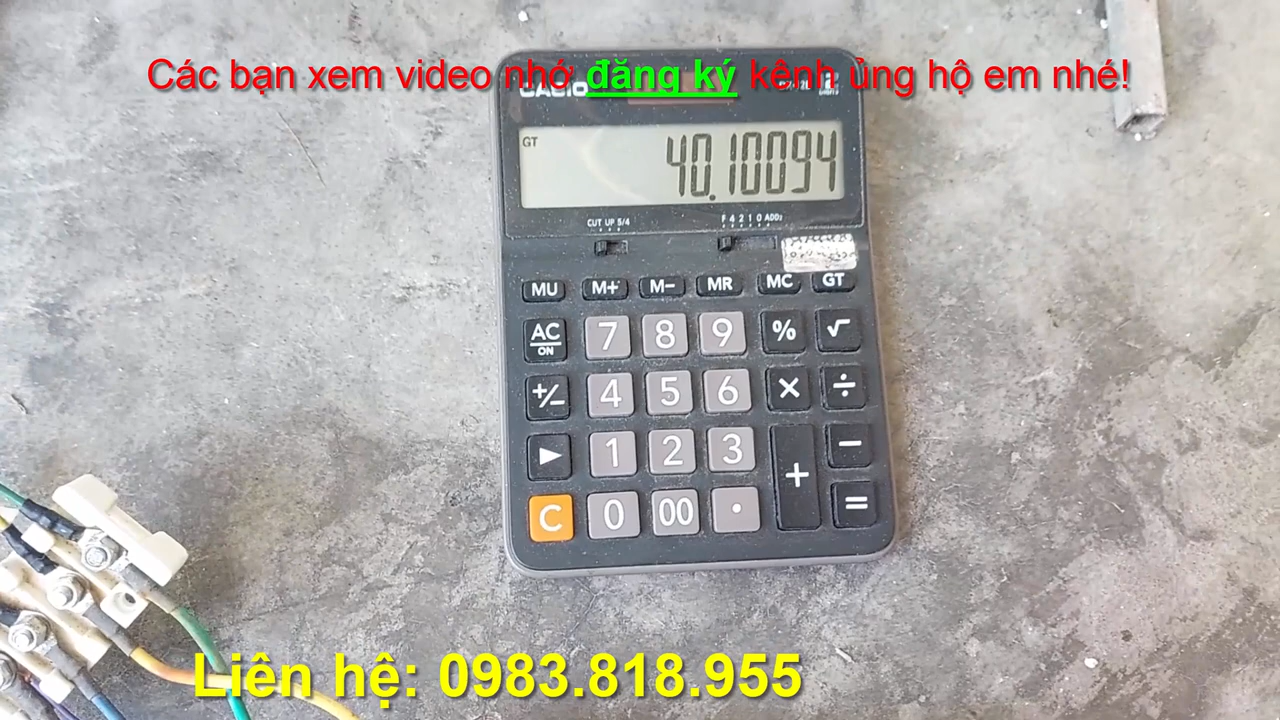 Các bạn xem video nhớ đăng ký kênh ủng hộ em nhé!
CASIO
GT 40.10094
CUT UP 5/4 F 4 2 1 0 ADD2
MU M+ M− MR MC GT
AC 7 8 9 % √
ON
+/− 4 5 6 × ÷
▶ 1 2 3 + −
C 0 00 . =
Liên hệ: 0983.818.955